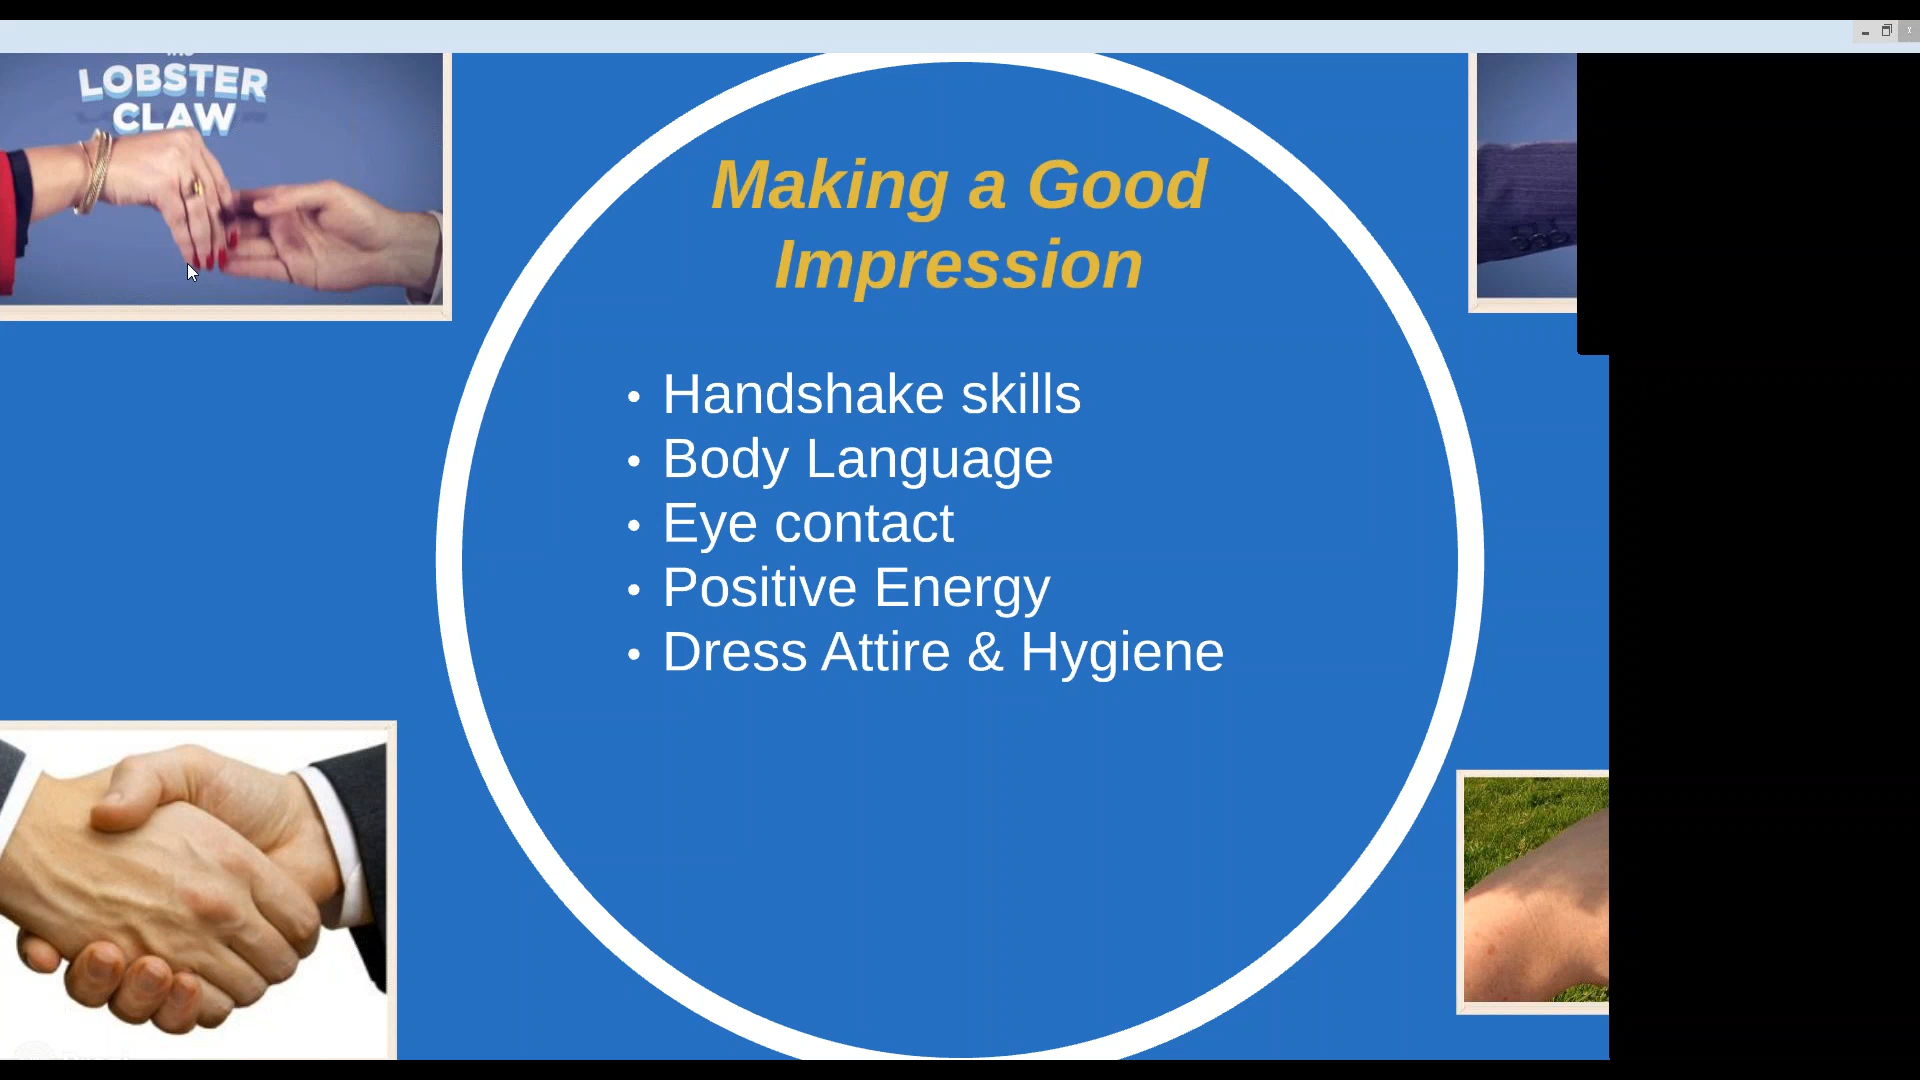 LOBSTER
CLAW
Making a Good
Impression
• Handshake skills
• Body Language
• Eye contact
• Positive Energy
• Dress Attire & Hygiene